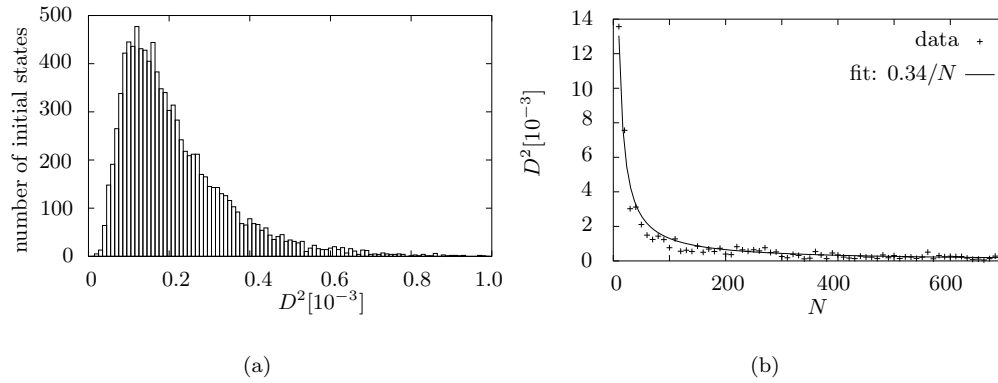 number of initial states
500
400
300
200
100
0
0 0.2 0.4 0.6 0.8 1.0
D²[10⁻³]
(a)
D²[10⁻³]
14
12
10
8
6
4
2
0
0 200 400 600
N
data
fit: 0.34/N
(b)